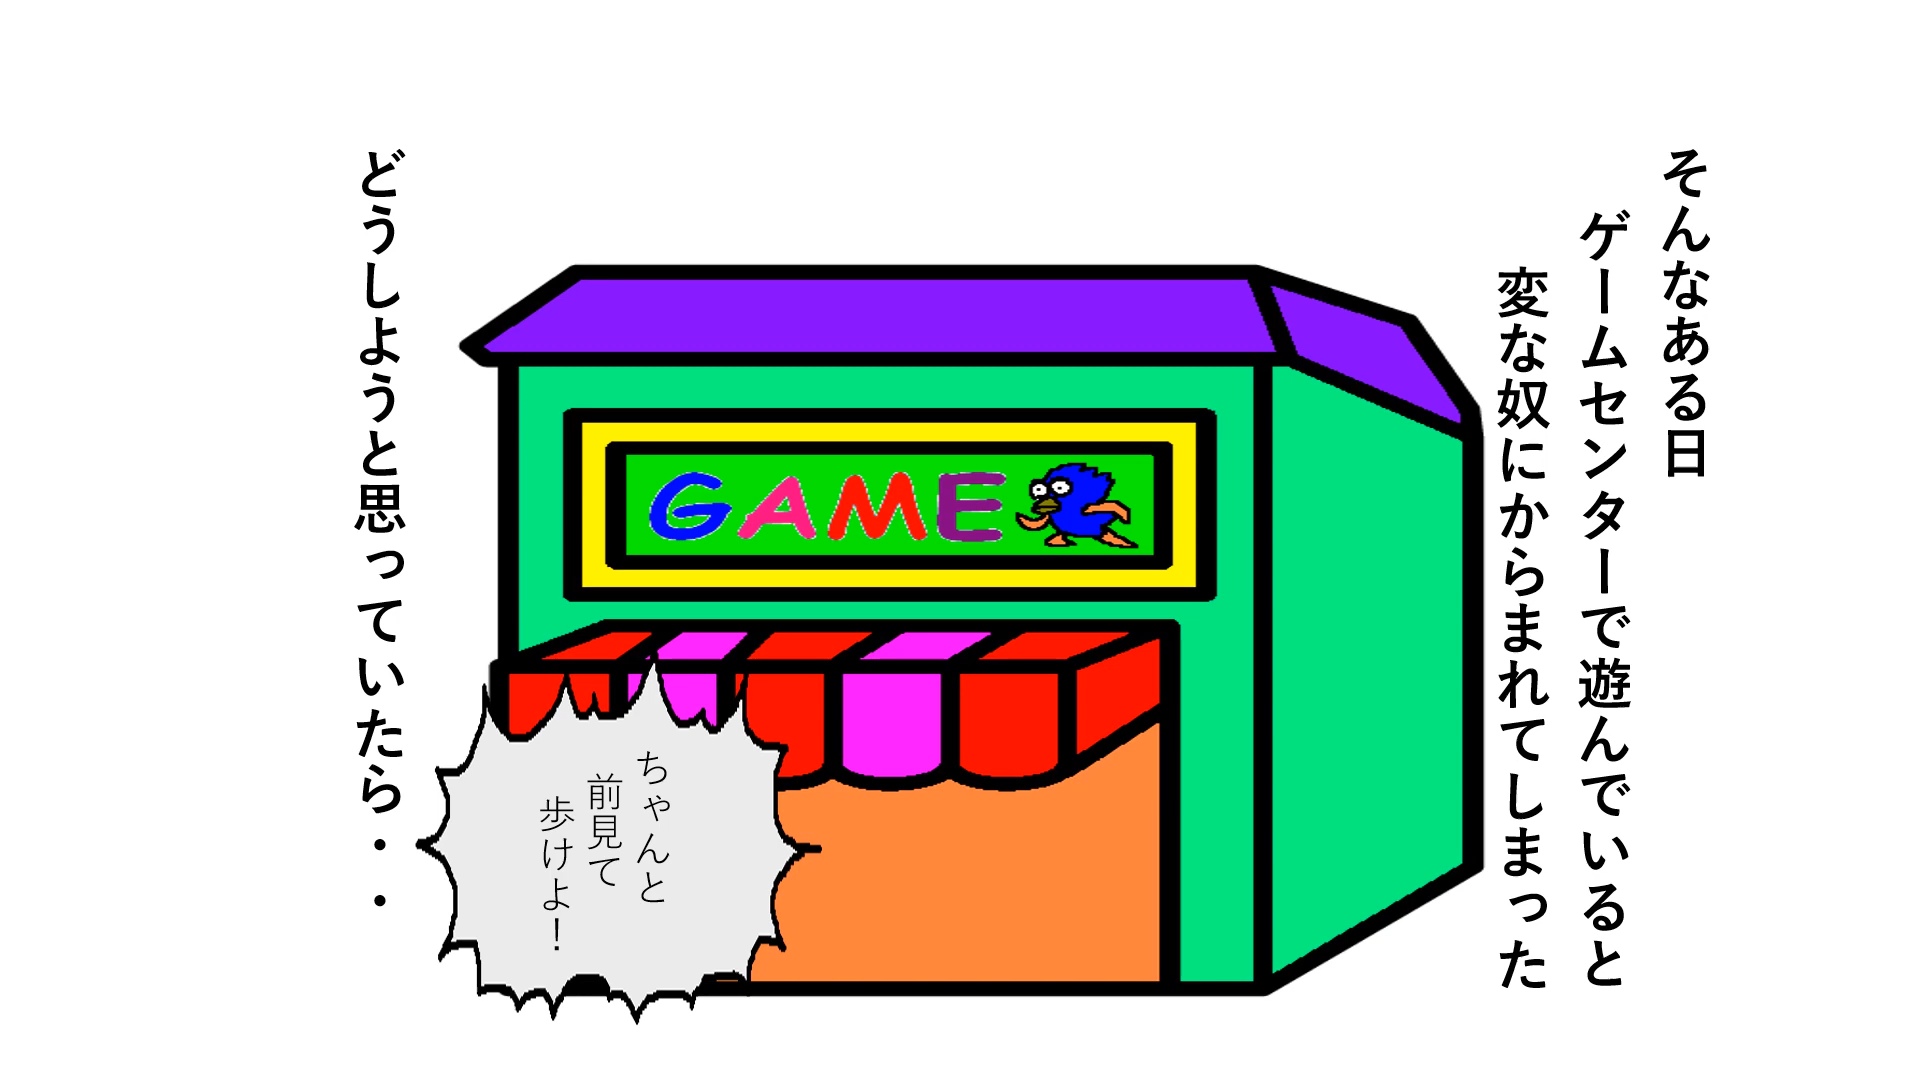 そんなある日
ゲームセンターで遊んでいると
変な奴にからまれてしまった
GAME
ちゃんと
前見て
歩けよ！
どうしようと思っていたら・・